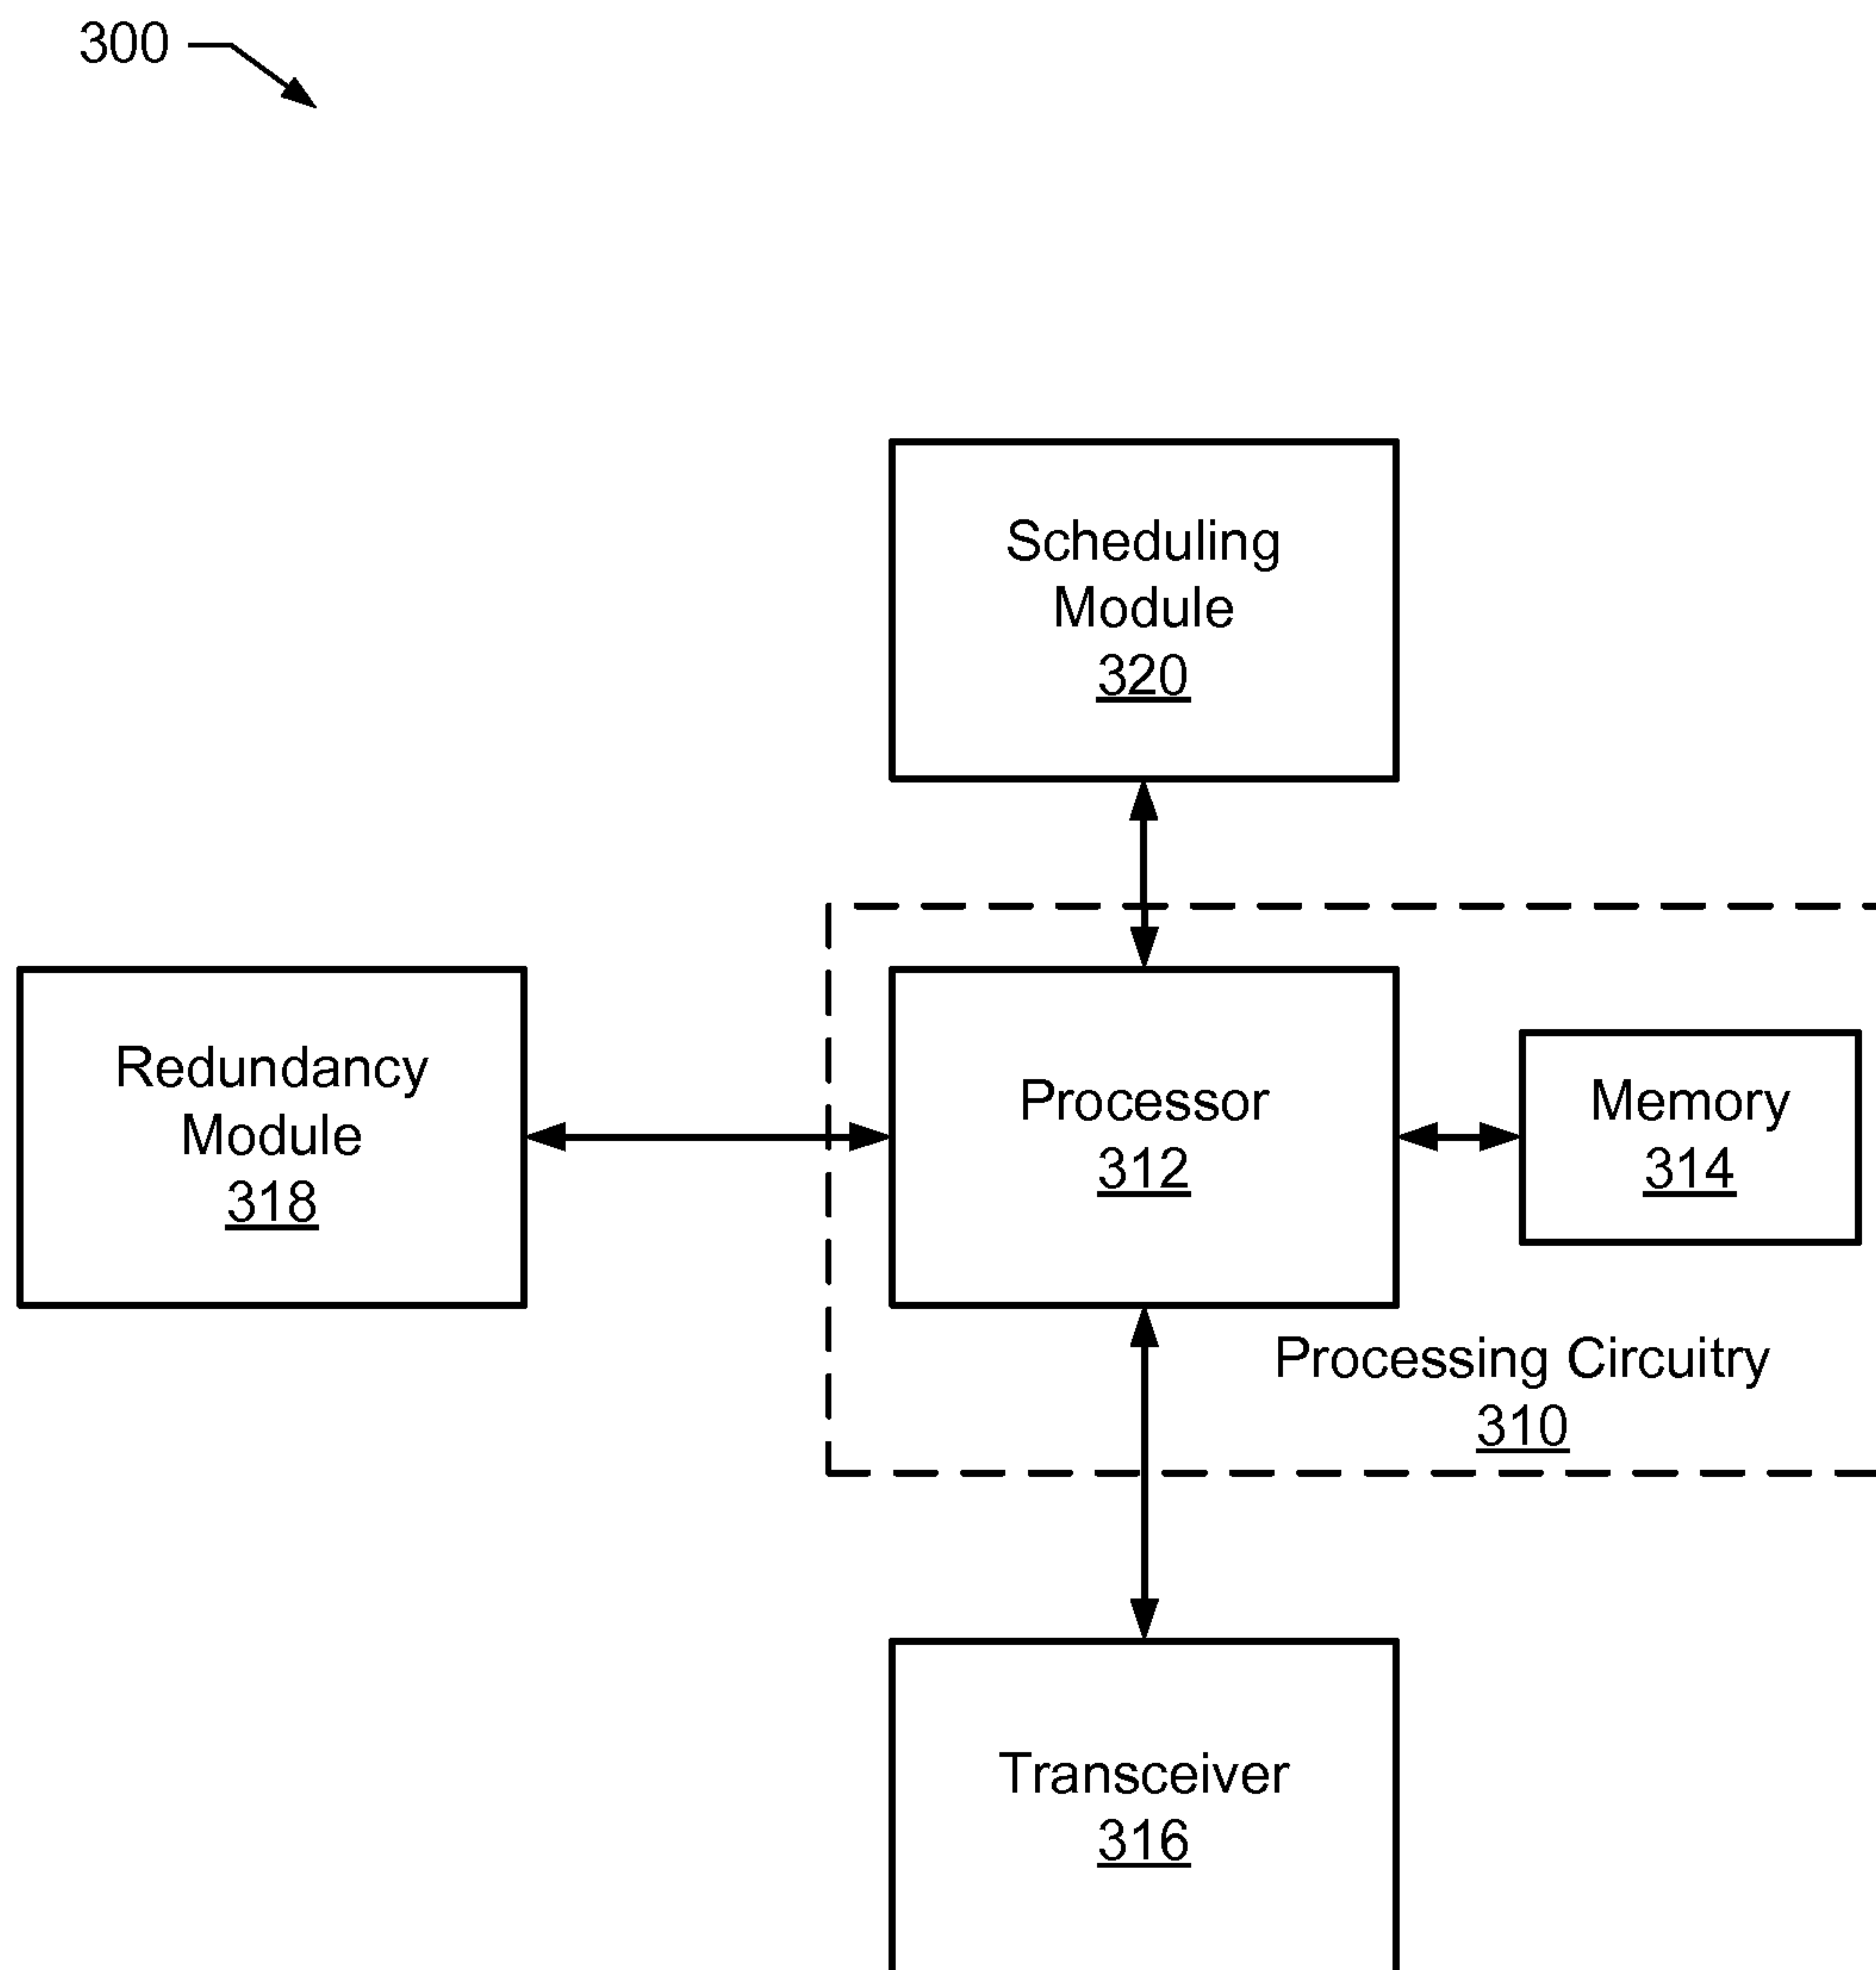 300
Scheduling
Module
320
Redundancy
Module
318
Processor
312
Memory
314
Processing Circuitry
310
Transceiver
316